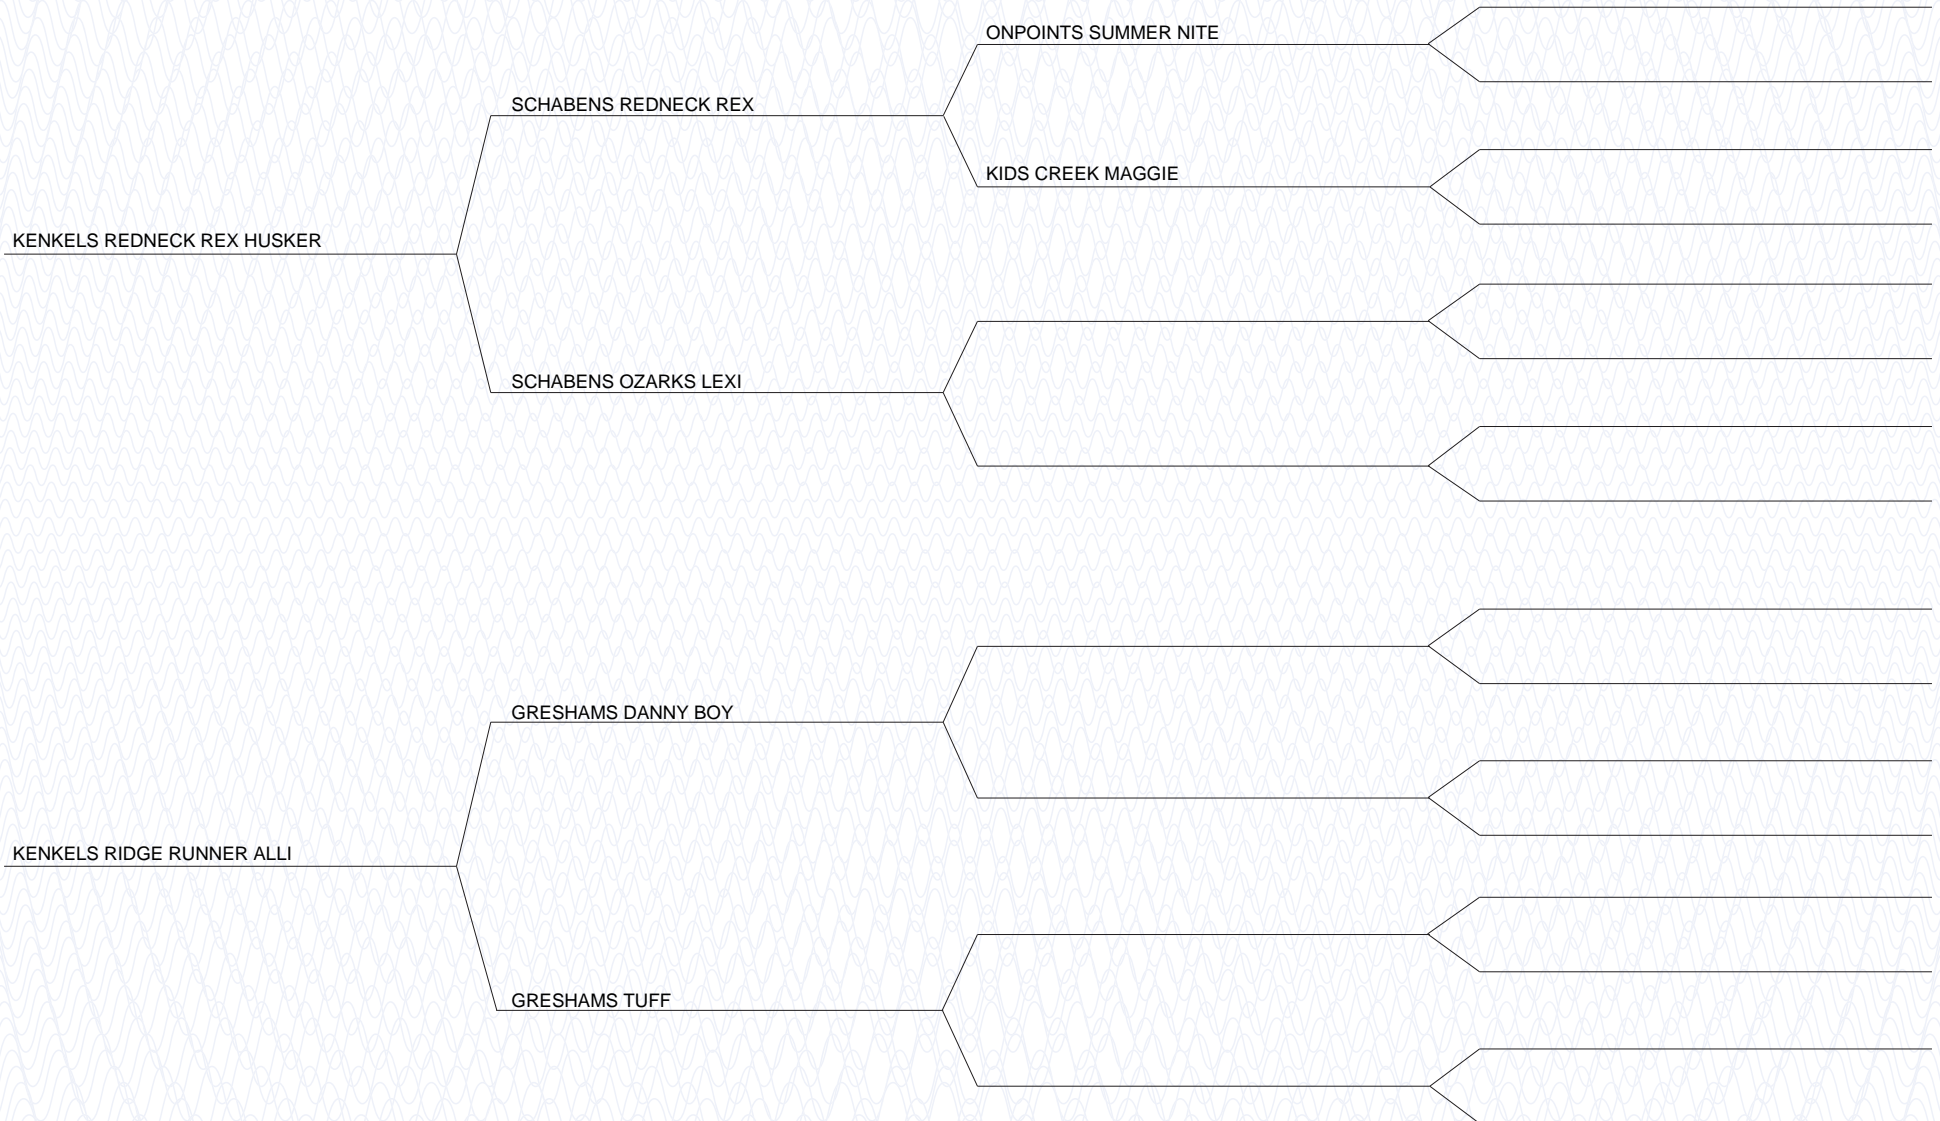 ONPOINTS SUMMER NITE
SCHABENS REDNECK REX
KIDS CREEK MAGGIE
KENKELS REDNECK REX HUSKER
SCHABENS OZARKS LEXI
GRESHAMS DANNY BOY
KENKELS RIDGE RUNNER ALLI
GRESHAMS TUFF